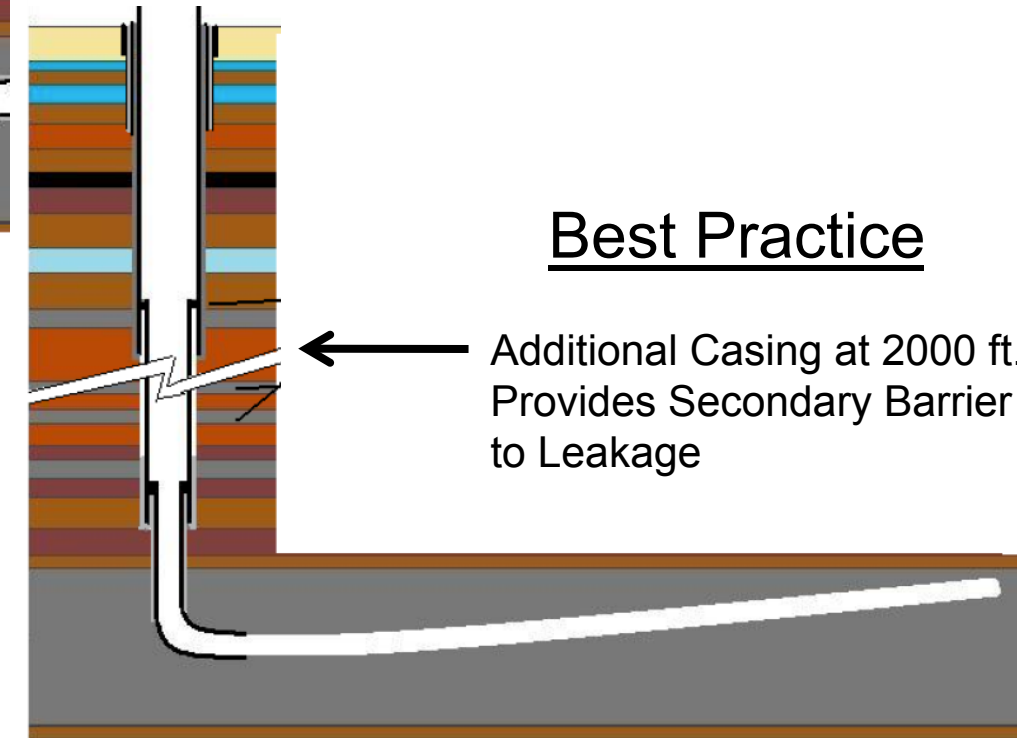 Best Practice
Additional Casing at 2000 ft.
Provides Secondary Barrier
to Leakage